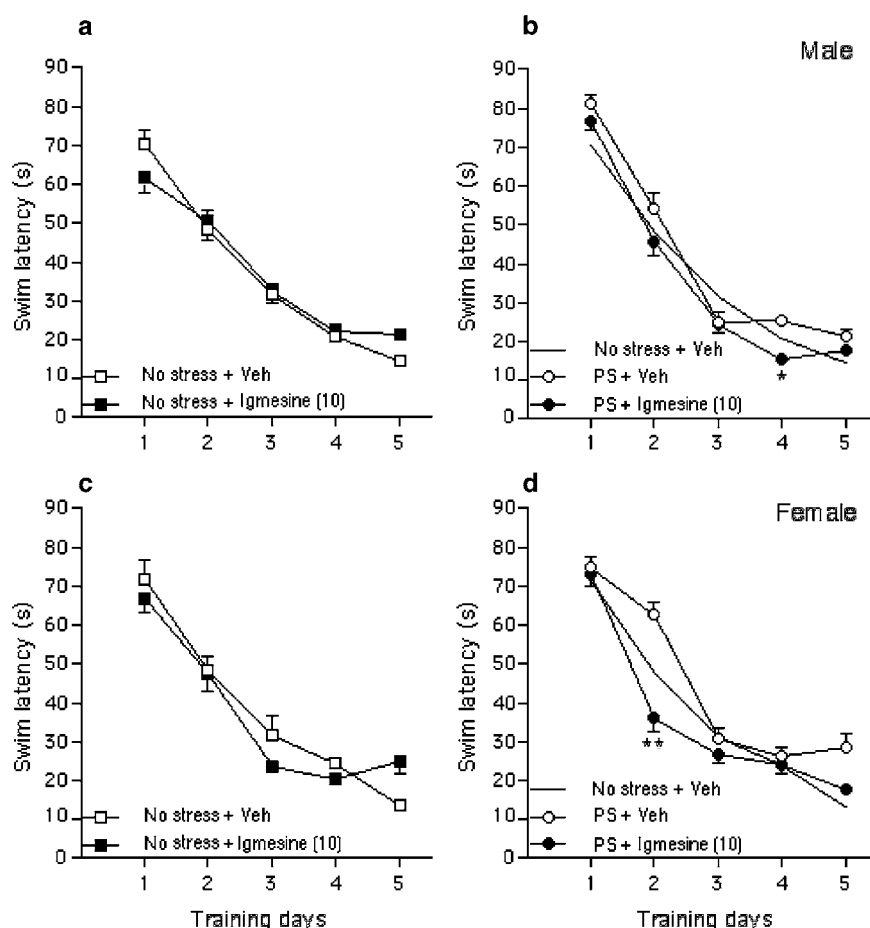 a
90
80
70
60
50
40
30
20
10
0
Swim latency (s)
No stress + Veh
No stress + Igmesine (10)
1 2 3 4 5
b
Male
90
80
70
60
50
40
30
20
10
0
Swim latency (s)
No stress + Veh
PS + Veh
PS + Igmesine (10)
*
1 2 3 4 5
c
90
80
70
60
50
40
30
20
10
0
Swim latency (s)
No stress + Veh
No stress + Igmesine (10)
1 2 3 4 5
Training days
d
Female
90
80
70
60
50
40
30
20
10
0
Swim latency (s)
**
No stress + Veh
PS + Veh
PS + Igmesine (10)
1 2 3 4 5
Training days